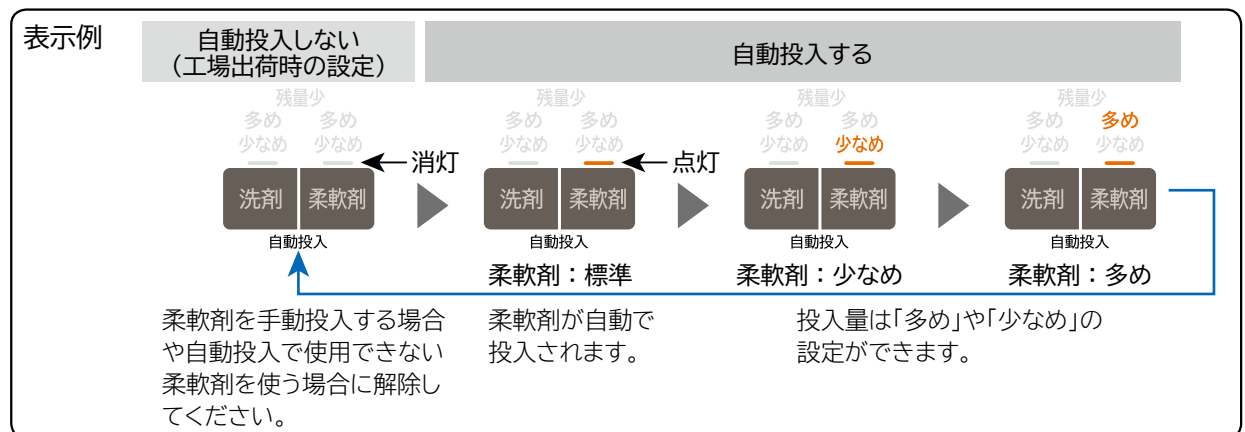 表示例
自動投入しない
（工場出荷時の設定）
自動投入する
残量少
多め 多め
少なめ 少なめ
消灯
洗剤 柔軟剤
自動投入
残量少
多め 多め
少なめ 少なめ
点灯
洗剤 柔軟剤
自動投入
柔軟剤：標準
残量少
多め 多め
少なめ 少なめ
洗剤 柔軟剤
自動投入
柔軟剤：少なめ
残量少
多め 多め
少なめ 少なめ
洗剤 柔軟剤
自動投入
柔軟剤：多め
柔軟剤を手動投入する場合
や自動投入で使用できない
柔軟剤を使う場合に解除し
てください。
柔軟剤が自動で
投入されます。
投入量は「多め」や「少なめ」の
設定ができます。